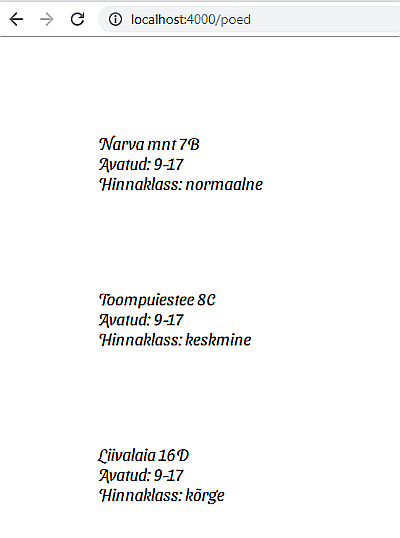 localhost:4000/poed
Narva mnt 7B
Avatud: 9-17
Hinnaklass: normaalne
Toompuiestee 8C
Avatud: 9-17
Hinnaklass: keskmine
Liivalaia 16D
Avatud: 9-17
Hinnaklass: kõrge